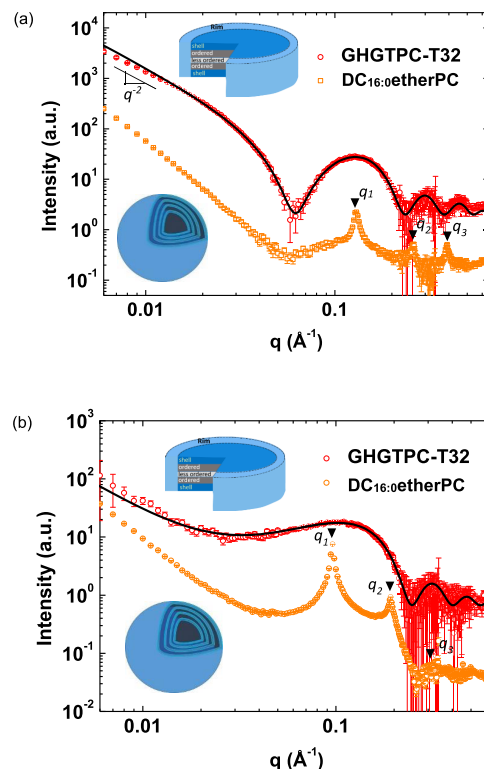 (a)
Rim
shell
ordered
less ordered
ordered
shell
GHGTPC-T32
DC16:0etherPC
q-2
q1
q2
q3
Intensity (a.u.)
10^4
10^3
10^2
10^1
10^0
10^-1
0.01
0.1
q (Å-1)
(b)
Rim
shell
ordered
less ordered
ordered
shell
GHGTPC-T32
DC16:0etherPC
q1
q2
q3
Intensity (a.u.)
10^3
10^2
10^1
10^0
10^-1
10^-2
0.01
0.1
q (Å-1)